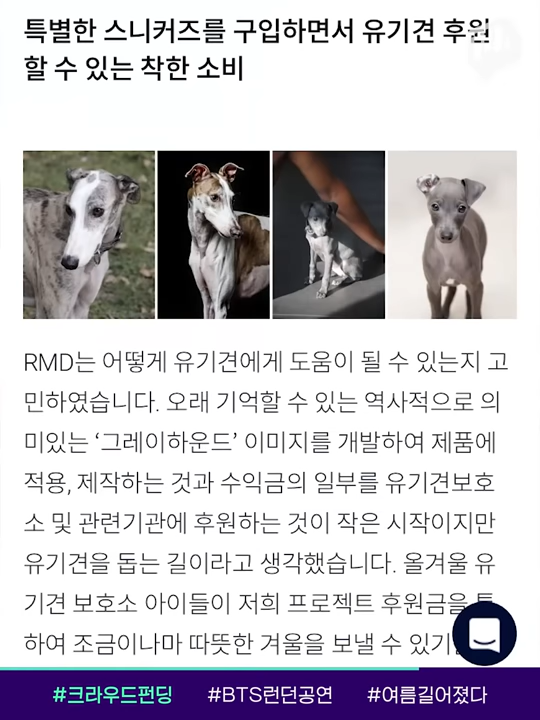 특별한 스니커즈를 구입하면서 유기견 후원
할 수 있는 착한 소비
RMD는 어떻게 유기견에게 도움이 될 수 있는지 고
민하였습니다. 오래 기억할 수 있는 역사적으로 의
미있는 ‘그레이하운드’ 이미지를 개발하여 제품에
적용, 제작하는 것과 수익금의 일부를 유기견보호
소 및 관련기관에 후원하는 것이 작은 시작이지만
유기견을 돕는 길이라고 생각했습니다. 올겨울 유
기견 보호소 아이들이 저희 프로젝트 후원금을
하여 조금이나마 따뜻한 겨울을 보낼 수
#크라우드펀딩 #BTS런던공연 #여름길어졌다